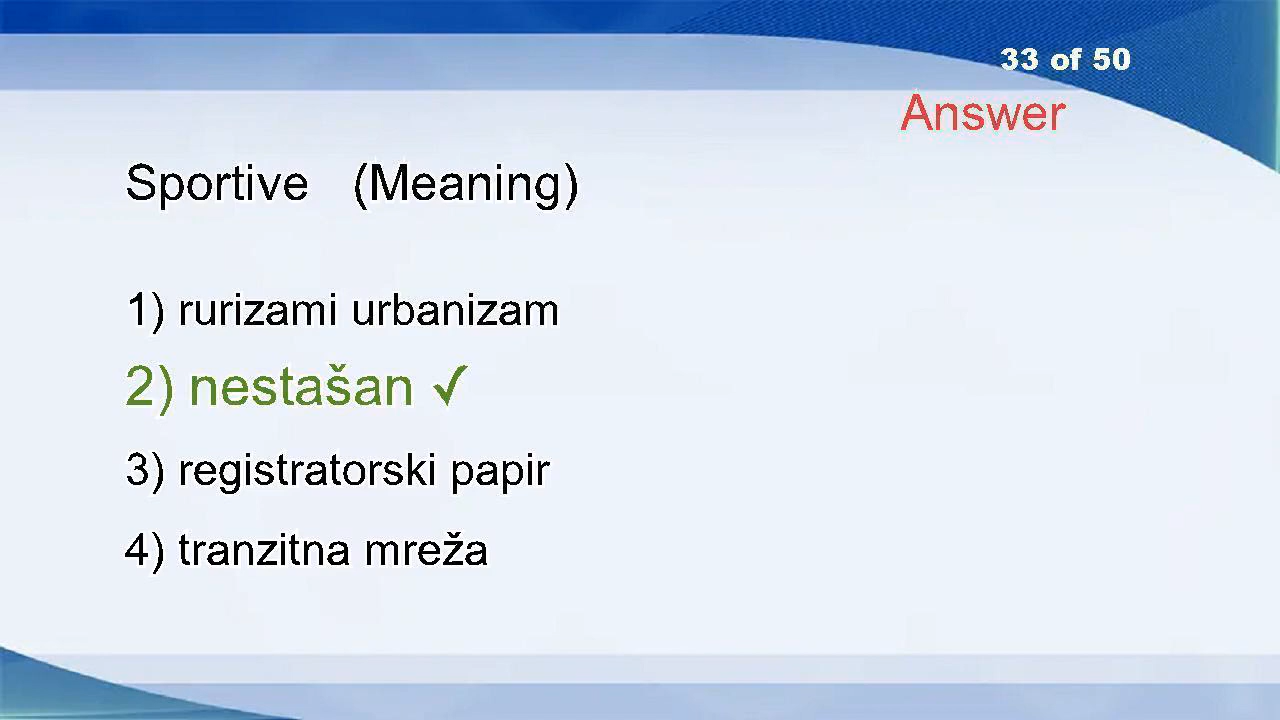 33 of 50
Answer
Sportive (Meaning)
1) rurizami urbanizam
2) nestašan ✓
3) registratorski papir
4) tranzitna mreža